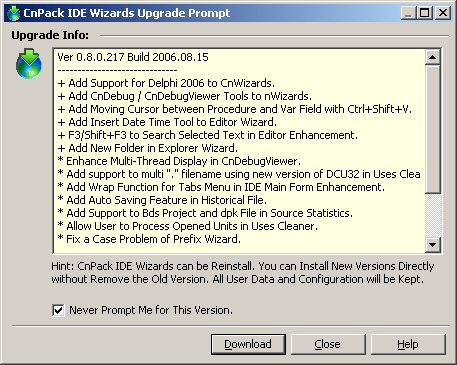 CnPack IDE Wizards Upgrade Prompt
Upgrade Info:
Ver 0.8.0.217 Build 2006.08.15
------------------------------
+ Add Support for Delphi 2006 to CnWizards.
+ Add CnDebug / CnDebugViewer Tools to nWizards.
+ Add Moving Cursor between Procedure and Var Field with Ctrl+Shift+V.
+ Add Insert Date Time Tool to Editor Wizard.
+ F3/Shift+F3 to Search Selected Text in Editor Enhancement.
+ Add New Folder in Explorer Wizard.
* Enhance Multi-Thread Display in CnDebugViewer.
* Add support to multi "." filename using new version of DCU32 in Uses Clea
* Add Wrap Function for Tabs Menu in IDE Main Form Enhancement.
* Add Auto Saving Feature in Historical File.
* Add Support to Bds Project and dpk File in Source Statistics.
* Allow User to Process Opened Units in Uses Cleaner.
* Fix a Case Problem of Prefix Wizard.
Hint: CnPack IDE Wizards can be Reinstall. You can Install New Versions Directly
without Remove the Old Version. All User Data and Configuration will be Kept.
Never Prompt Me for This Version.
Download Close Help